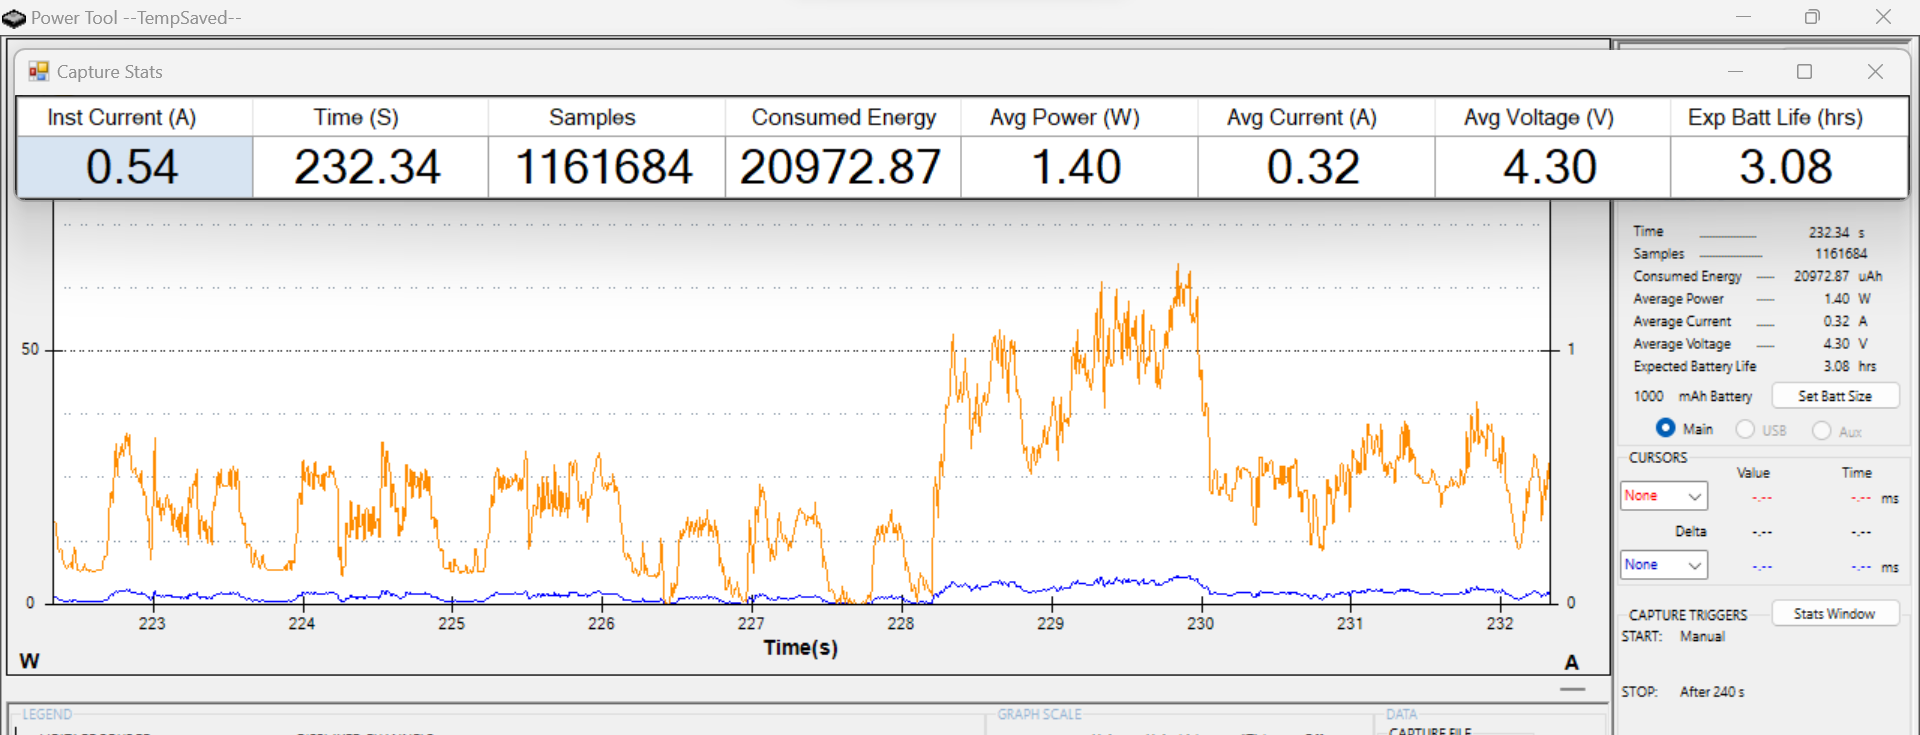 Power Tool --TempSaved--
Capture Stats
Inst Current (A) Time (S) Samples Consumed Energy Avg Power (W) Avg Current (A) Avg Voltage (V) Exp Batt Life (hrs)
0.54 232.34 1161684 20972.87 1.40 0.32 4.30 3.08
50
0
1
0
223 224 225 226 227 228 229 230 231 232
Time(s)
W
A
Time 232.34 s
Samples 1161684
Consumed Energy 20972.87 uAh
Average Power 1.40 W
Average Current 0.32 A
Average Voltage 4.30 V
Expected Battery Life 3.08 hrs
1000 mAh Battery Set Batt Size
Main USB Aux
CURSORS
Value Time
None -.-- -.-- ms
Delta -.-- -.--
None -.-- -.-- ms
CAPTURE TRIGGERS Stats Window
START: Manual
STOP: After 240 s
LEGEND
GRAPH SCALE
DATA
CAPTURE FILE